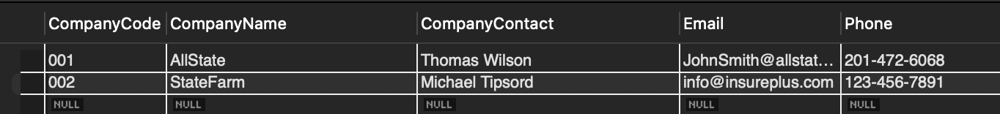 CompanyCode CompanyName CompanyContact Email Phone
001 AllState Thomas Wilson JohnSmith@allstat... 201-472-6068
002 StateFarm Michael Tipsord info@insureplus.com 123-456-7891
NULL NULL NULL NULL NULL